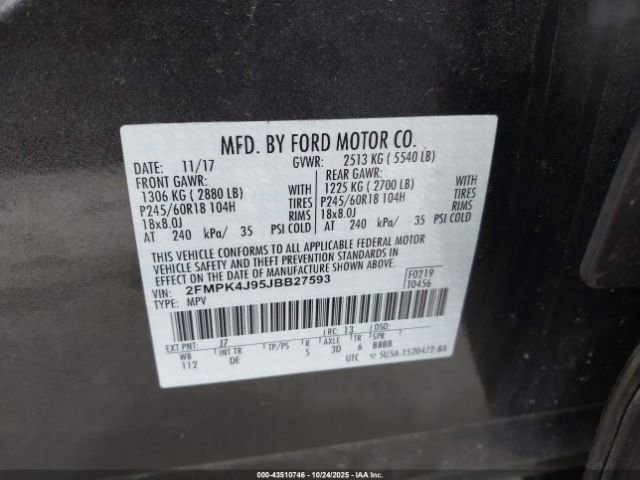 MFD. BY FORD MOTOR CO.
DATE: 11/17 GVWR: 2513 KG ( 5540 LB)
FRONT GAWR: REAR GAWR:
1306 KG ( 2880 LB) WITH 1225 KG ( 2700 LB) WITH
P245/60R18 104H TIRES P245/60R18 104H TIRES
18x8.0J RIMS 18x8.0J RIMS
AT 240 kPa/ 35 PSI COLD AT 240 kPa/ 35 PSI COLD
THIS VEHICLE CONFORMS TO ALL APPLICABLE FEDERAL MOTOR
VEHICLE SAFETY AND THEFT PREVENTION STANDARDS IN
EFFECT ON THE DATE OF MANUFACTURE SHOWN ABOVE.
VIN: 2FMPK4J95JBB27593 F0219
TYPE: MPV T0456
EXT PNT: J7 RC: 13 DSO:
WB INT TR TP/PS R AXLE TR SPR
112 DE S 3D 6 BBBB
UTC 5U5A-1520472-BA
000-43510746 - 10/24/2025 - IAAI, Inc.